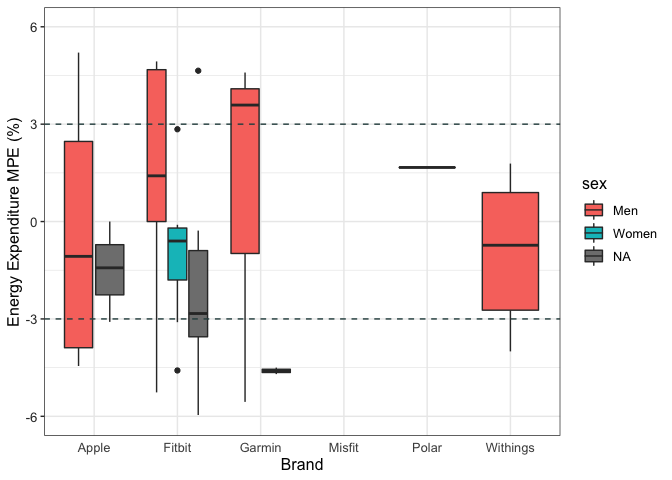 Energy Expenditure MPE (%)
6
3
0
-3
-6
Apple Fitbit Garmin Misfit Polar Withings
Brand
sex
Men
Women
NA